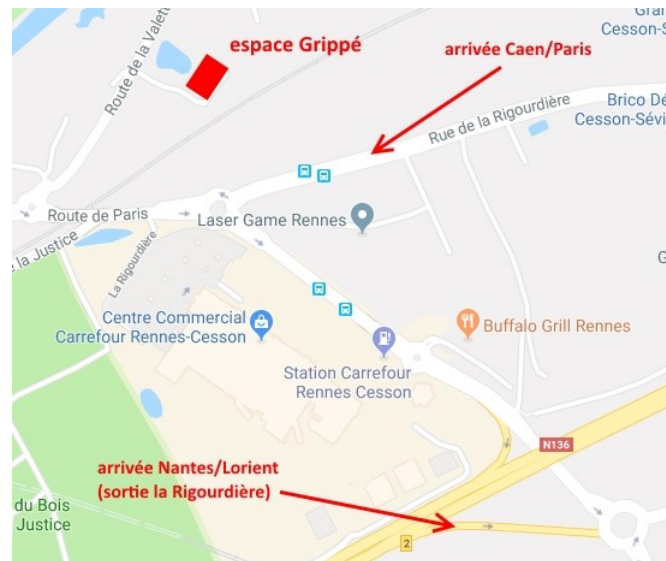 Gran
Cesson-S
espace Grippé
arrivée Caen/Paris
Route de la Valett
Brico Dé
Cesson-Sévi
Rue de la Rigourdière
Route de Paris
Laser Game Rennes
e la Justice
La Rigourdière
G
Centre Commercial
Carrefour Rennes-Cesson
Buffalo Grill Rennes
Station Carrefour
Rennes Cesson
N136
arrivée Nantes/Lorient
(sortie la Rigourdière)
du Bois
Justice
2